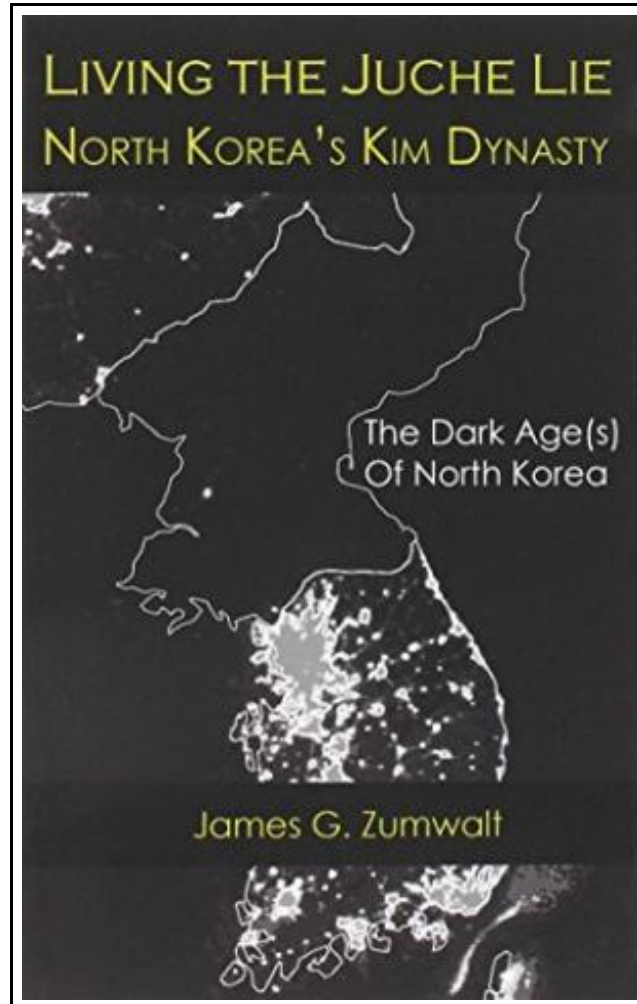 LIVING THE JUCHE LIE
NORTH KOREA'S KIM DYNASTY
The Dark Age(s)
Of North Korea
James G. Zumwalt